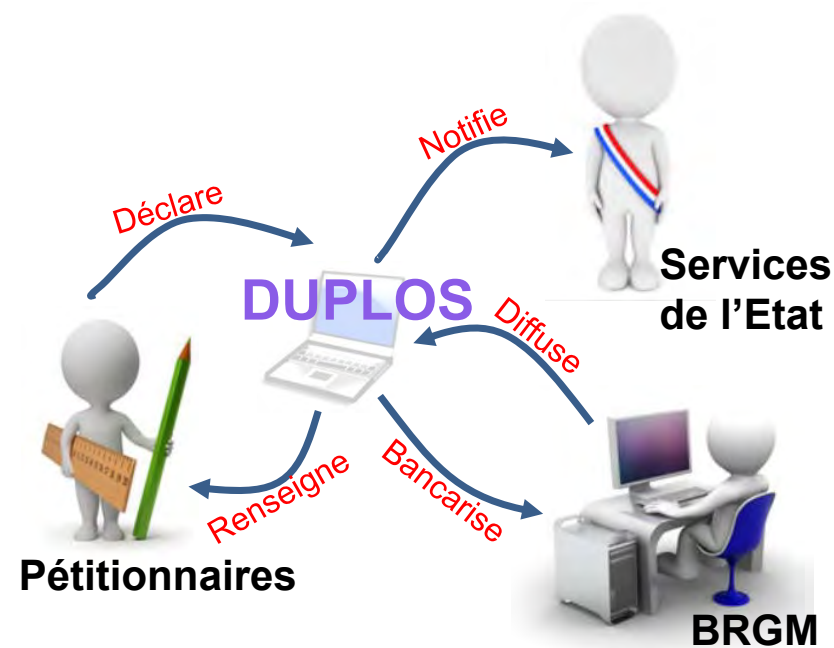 Notifie
Déclare
Services
de l'Etat
DUPLOS
Diffuse
Renseigne
Bancarise
Pétitionnaires
BRGM